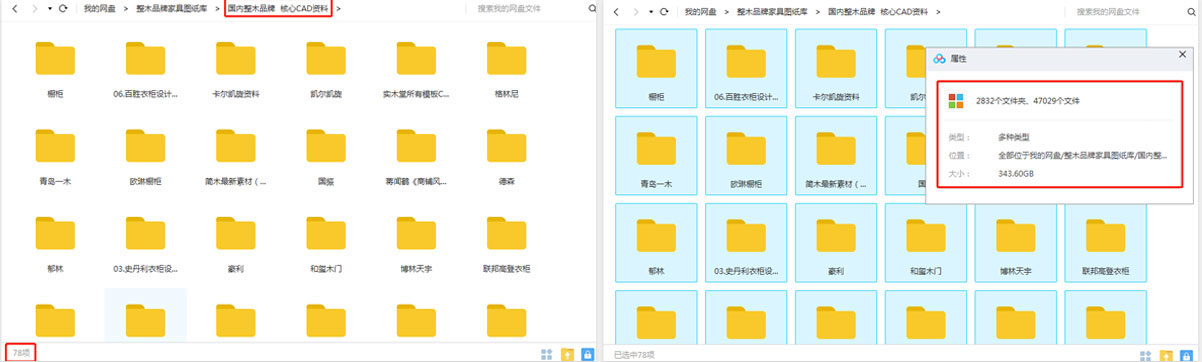 我的网盘 > 整木品牌家具图纸库 > 国内整木品牌 核心CAD资料 >
搜索我的网盘文件
橱柜
06.百胜衣柜设计...
卡尔凯旋资料
凯尔凯旋
实木堂所有模板C...
格林尼
青岛一木
欧琳橱柜
简木最新素材（...
国振
蒋闻鹤《商铺风...
德森
郁林
03.史丹利衣柜设...
豪利
和玺木门
博林天宇
联邦高登衣柜
78项
我的网盘 > 整木品牌家具图纸库 > 国内整木品牌 核心CAD资料 >
搜索我的网盘文件
橱柜
06.百胜衣柜设计...
卡尔凯旋资料
凯尔
青岛一木
欧琳橱柜
简木最新素材（...
郁林
03.史丹利衣柜设...
豪利
和玺木门
博林天宇
联邦高登衣柜
已选中78项
属性
2832个文件夹，47029个文件
类型： 多种类型
位置： 全部位于我的网盘/整木品牌家具图纸库/国内整...
大小： 343.60GB